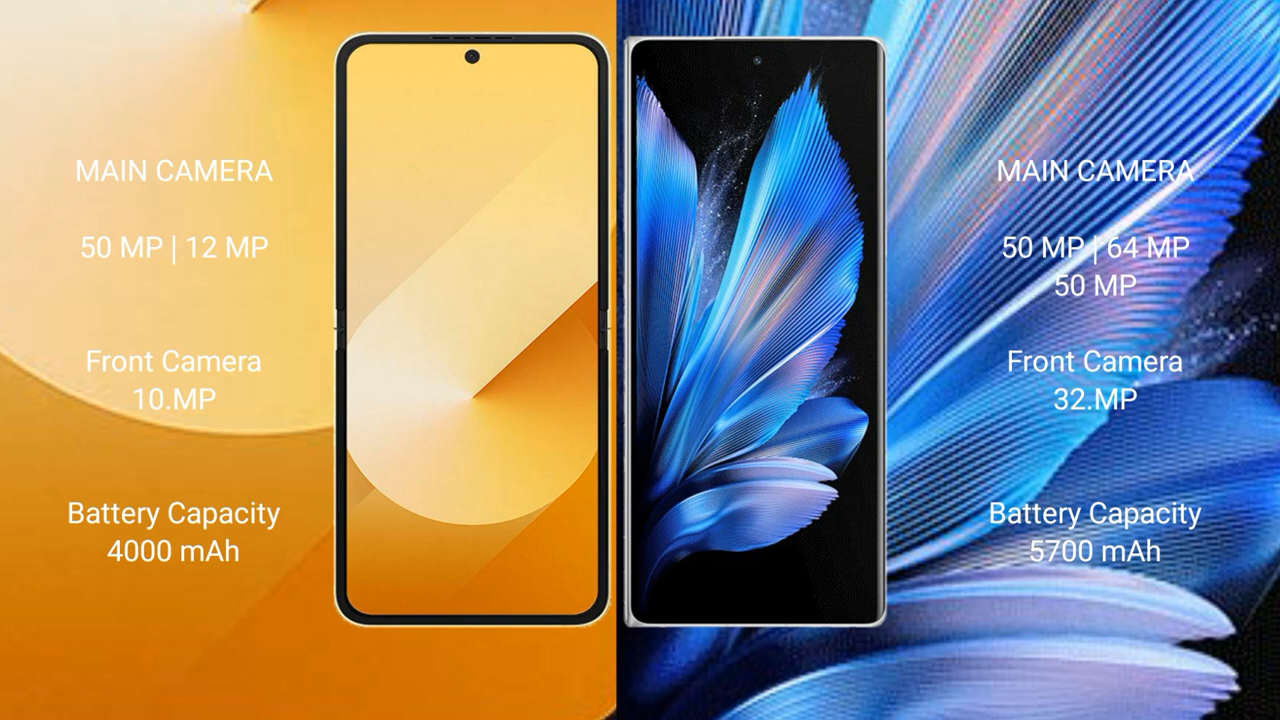 MAIN CAMERA
50 MP | 12 MP
Front Camera
10.MP
Battery Capacity
4000 mAh
MAIN CAMERA
50 MP | 64 MP
50 MP
Front Camera
32.MP
Battery Capacity
5700 mAh